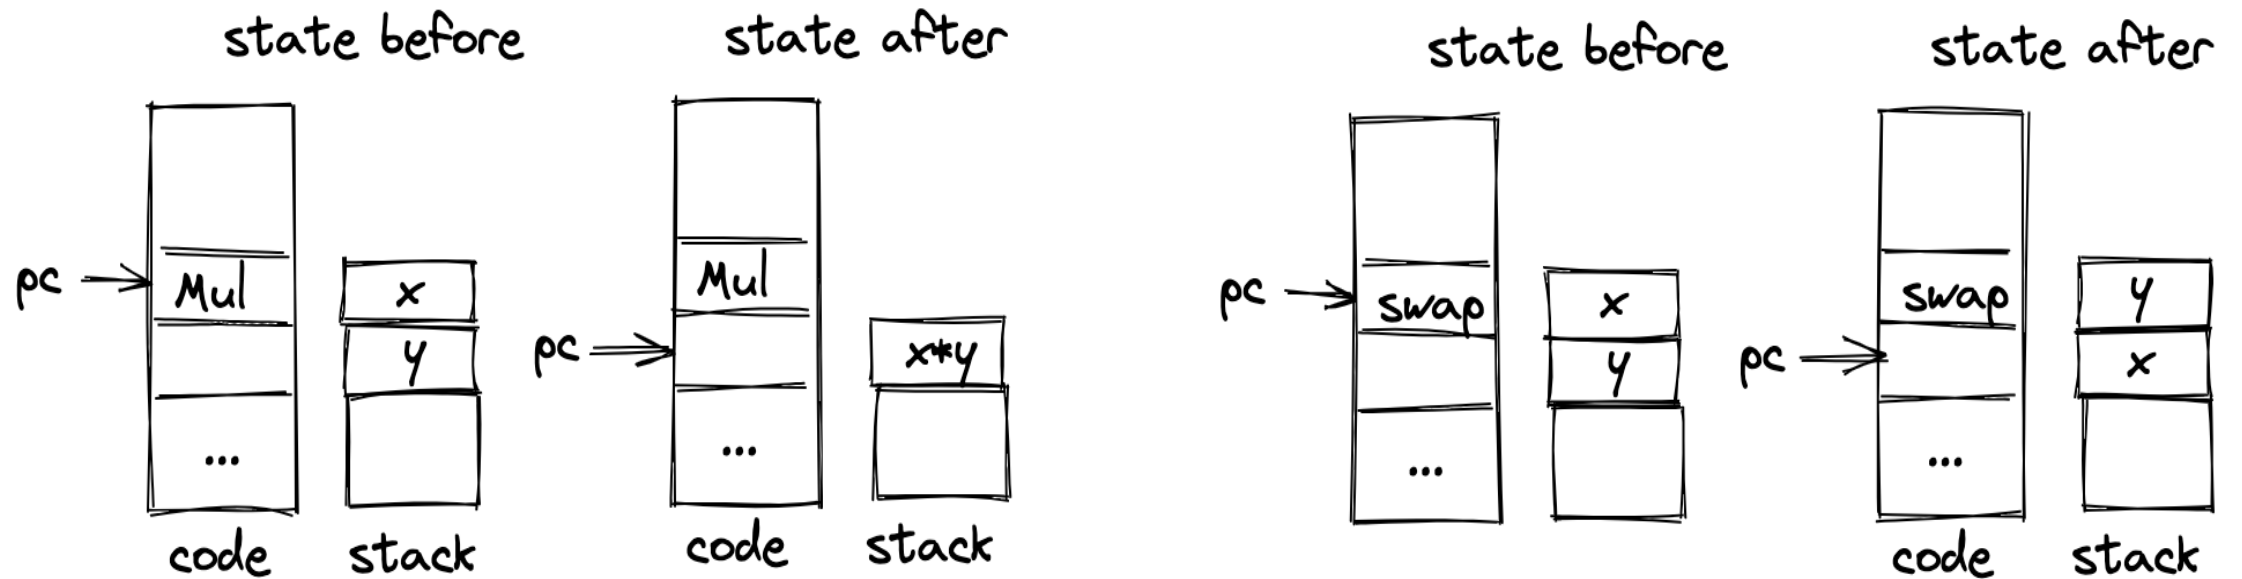 state before
state after
pc
Mul
x
y
...
code
stack
pc
Mul
x*y
...
code
stack
state before
state after
pc
swap
x
y
...
pc
swap
y
x
...
code
stack